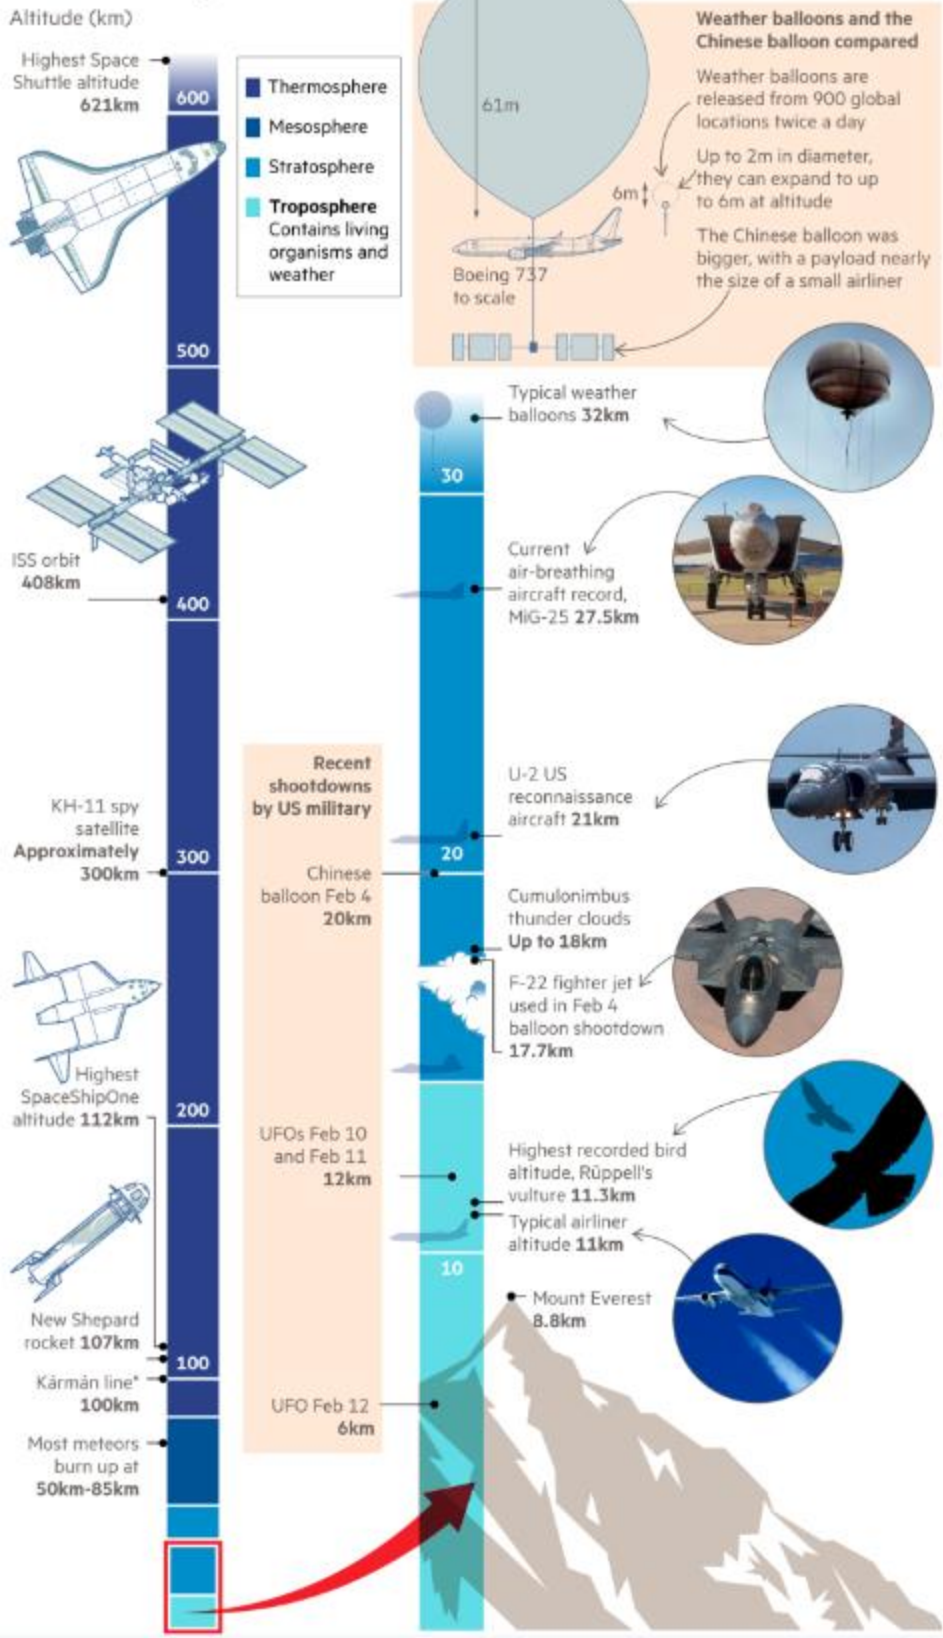 Altitude (km)
Highest Space
Shuttle altitude
621km
600
500
ISS orbit
408km
400
KH-11 spy
satellite
Approximately
300km
300
Highest
SpaceShipOne
altitude 112km
200
New Shepard
rocket 107km
100
Kármán line*
100km
Most meteors
burn up at
50km-85km
Thermosphere
Mesosphere
Stratosphere
Troposphere
Contains living
organisms and
weather
Weather balloons and the
Chinese balloon compared
Weather balloons are
released from 900 global
locations twice a day
61m
Up to 2m in diameter,
they can expand to up
to 6m at altitude
6m
The Chinese balloon was
bigger, with a payload nearly
the size of a small airliner
Boeing 737
to scale
Typical weather
balloons 32km
30
Current
air-breathing
aircraft record,
MiG-25 27.5km
Recent
shootdowns
by US military
U-2 US
reconnaissance
aircraft 21km
20
Chinese
balloon Feb 4
20km
Cumulonimbus
thunder clouds
Up to 18km
F-22 fighter jet
used in Feb 4
balloon shootdown
17.7km
UFOs Feb 10
and Feb 11
12km
Highest recorded bird
altitude, Rüppell's
vulture 11.3km
Typical airliner
altitude 11km
10
Mount Everest
8.8km
UFO Feb 12
6km